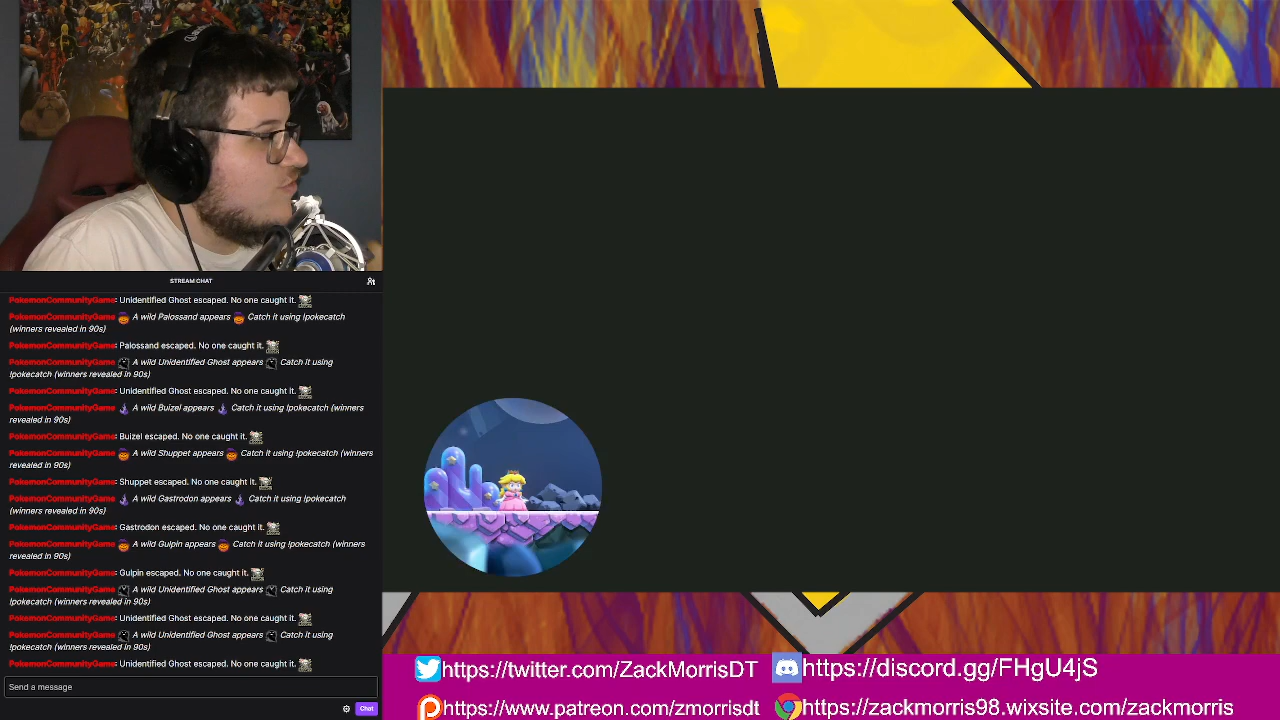 STREAM CHAT
PokemonCommunityGame: Unidentified Ghost escaped. No one caught it.
PokemonCommunityGame A wild Palossand appears Catch it using !pokecatch
(winners revealed in 90s)
PokemonCommunityGame: Palossand escaped. No one caught it.
PokemonCommunityGame A wild Unidentified Ghost appears Catch it using
!pokecatch (winners revealed in 90s)
PokemonCommunityGame: Unidentified Ghost escaped. No one caught it.
PokemonCommunityGame A wild Buizel appears Catch it using !pokecatch (winners
revealed in 90s)
PokemonCommunityGame: Buizel escaped. No one caught it.
PokemonCommunityGame A wild Shuppet appears Catch it using !pokecatch (winners
revealed in 90s)
PokemonCommunityGame: Shuppet escaped. No one caught it.
PokemonCommunityGame A wild Gastrodon appears Catch it using !pokecatch
(winners revealed in 90s)
PokemonCommunityGame: Gastrodon escaped. No one caught it.
PokemonCommunityGame A wild Gulpin appears Catch it using !pokecatch (winners
revealed in 90s)
PokemonCommunityGame: Gulpin escaped. No one caught it.
PokemonCommunityGame A wild Unidentified Ghost appears Catch it using
!pokecatch (winners revealed in 90s)
PokemonCommunityGame: Unidentified Ghost escaped. No one caught it.
PokemonCommunityGame A wild Unidentified Ghost appears Catch it using
!pokecatch (winners revealed in 90s)
PokemonCommunityGame: Unidentified Ghost escaped. No one caught it.
Send a message
Chat
https://twitter.com/ZackMorrisDT
https://discord.gg/FHgU4jS
https://www.patreon.com/zmorrisdt
https://zackmorris98.wixsite.com/zackmorris